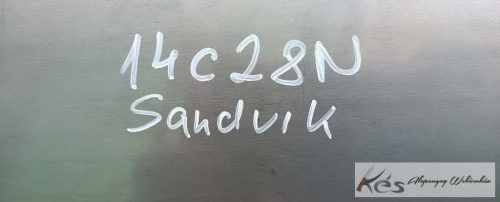 14C28N
Sandvik
Kés Alapanyag Webáruház